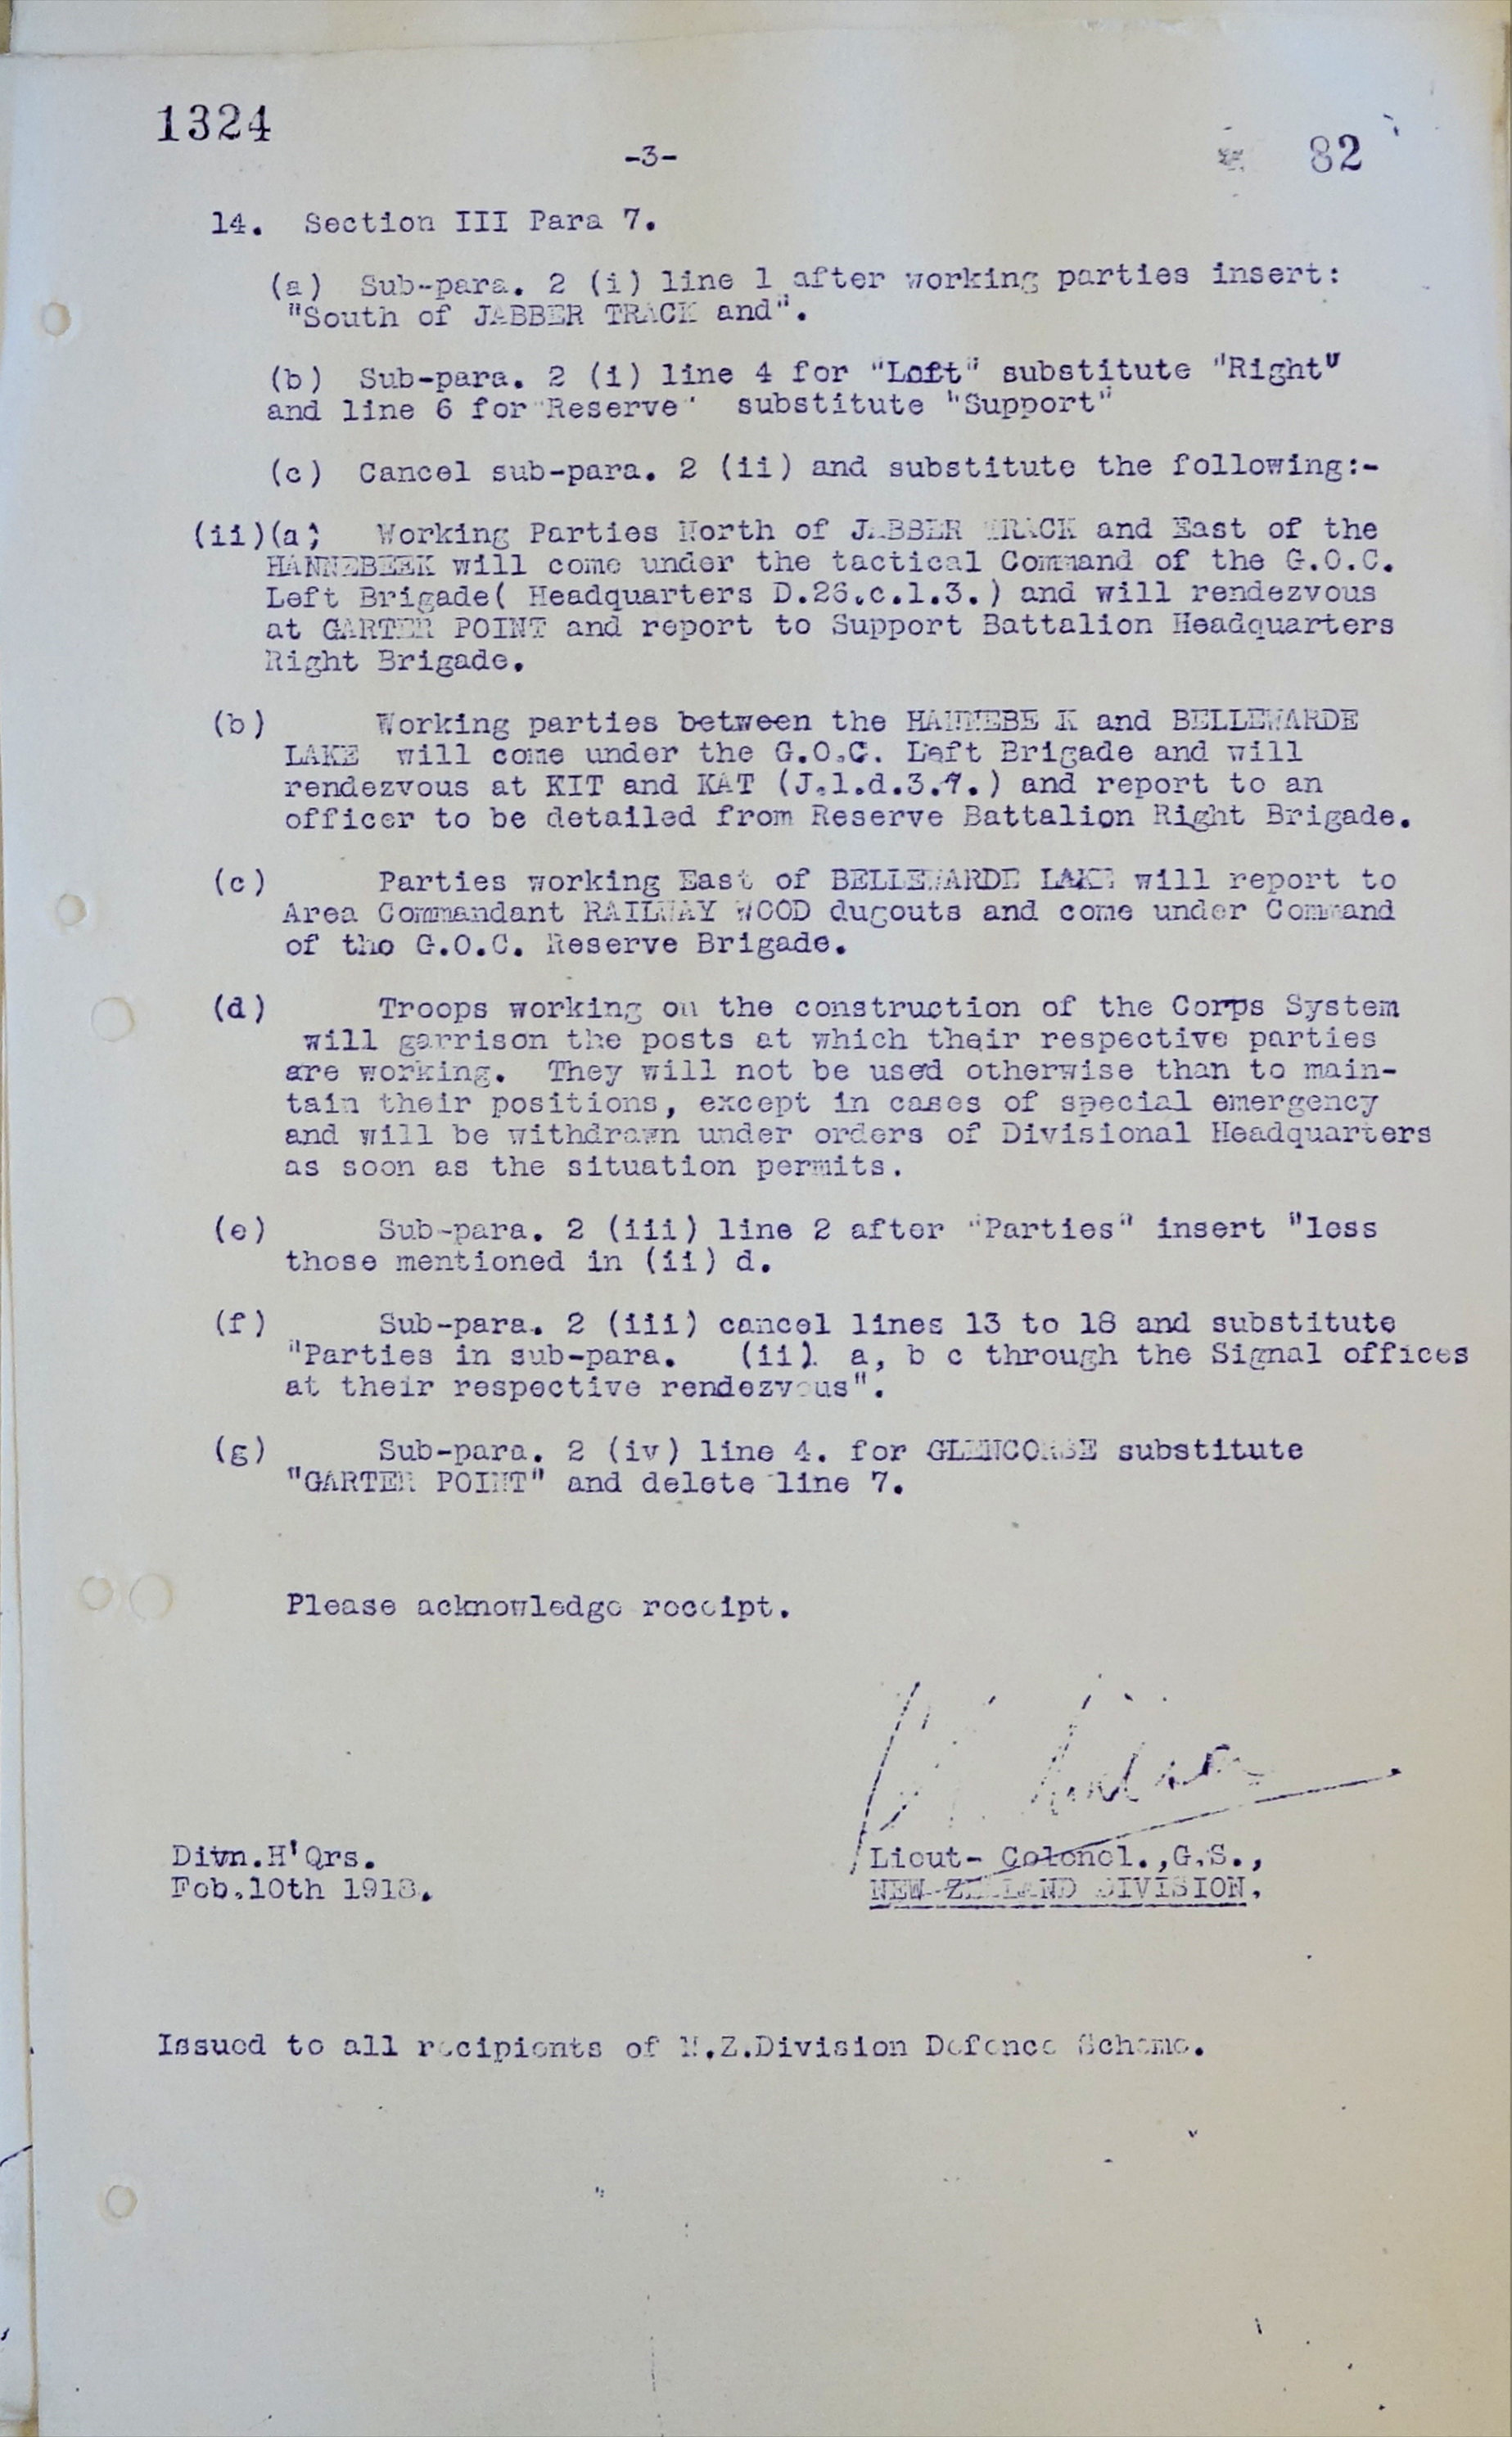 1324
-3-
82
14. Section III Para 7.
(a) Sub-para. 2 (i) line 1 after working parties insert:
"South of JABBER TRACK and".
(b) Sub-para. 2 (i) line 4 for "Left" substitute "Right"
and line 6 for "Reserve" substitute "Support"
(c) Cancel sub-para. 2 (ii) and substitute the following:-
(ii)(a) Working Parties North of JABBER TRACK and East of the
HANNEBEEK will come under the tactical Command of the G.O.C.
Left Brigade( Headquarters D.26.c.1.3.) and will rendezvous
at GARTER POINT and report to Support Battalion Headquarters
Right Brigade.
(b) Working parties between the HANNEBE K and BELLEWARDE
LAKE will come under the G.O.C. Left Brigade and will
rendezvous at KIT and KAT (J.1.d.3.7.) and report to an
officer to be detailed from Reserve Battalion Right Brigade.
(c) Parties working East of BELLEWARDE LAKE will report to
Area Commandant RAILWAY WOOD dugouts and come under Command
of the G.O.C. Reserve Brigade.
(d) Troops working on the construction of the Corps System
will garrison the posts at which their respective parties
are working. They will not be used otherwise than to main-
tain their positions, except in cases of special emergency
and will be withdrawn under orders of Divisional Headquarters
as soon as the situation permits.
(e) Sub-para. 2 (iii) line 2 after "Parties" insert "less
those mentioned in (ii) d.
(f) Sub-para. 2 (iii) cancel lines 13 to 18 and substitute
"Parties in sub-para. (ii). a, b c through the Signal offices
at their respective rendezvous".
(g) Sub-para. 2 (iv) line 4. for GLENCORSE substitute
"GARTER POINT" and delete line 7.
Please acknowledge receipt.
Divn.H'Qrs.
Feb.10th 1918.
Lieut- Colonel.,G.S.,
NEW ZEALAND DIVISION.
Issued to all recipients of N.Z.Division Defence Scheme.